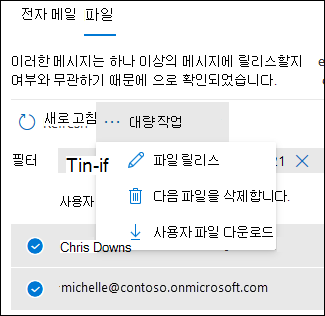 전자 메일 파일
이러한 메시지는 하나 이상의 메시지에 릴리스할지
여부와 무관하기 때문에 으로 확인되었습니다.
새로 고침 ··· 대량 작업
필터 Tin-if 21
파일 릴리스
다음 파일을 삭제합니다.
사용자
사용자 파일 다운로드
Chris Downs
michelle@contoso.onmicrosoft.com